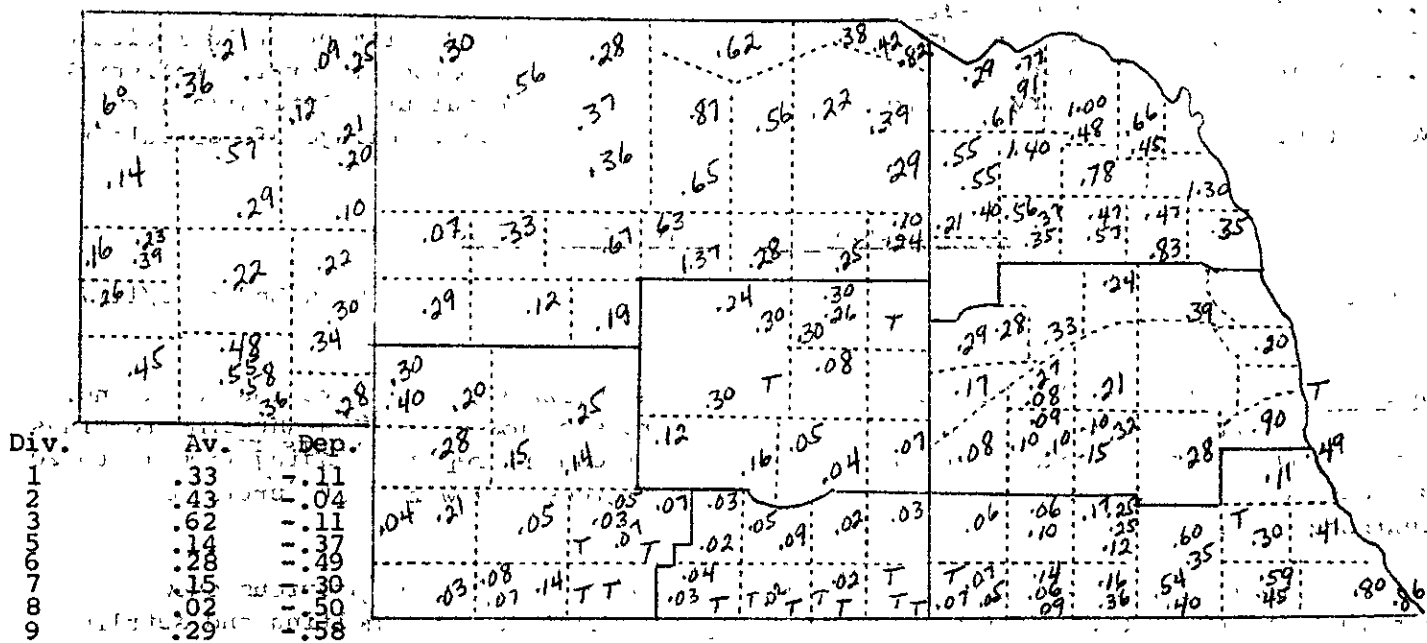 .21 .09 .25 .30 .28 .62 .38 .42 .82
.60 .36 .12 .56 .29 .77 .91
.21 .37 .87 .56 .22 .39 .61 1.00 .48 .66 .45
.14 .57 .20 .36 .65 .29 .55 1.40 .55 .78
.29 .10 1.30
.07 .33 .67 .63 .10 .24 .21 .40 .56 .37 .35 .47 .57 .47 .35
.16 .23 .39 .22 .22 1.37 .28 .25 .83
.26 .30 .29 .12 .19 .24 .30 .30 .30 .26 T .24 .39
.45 .48 .55 .58 .36 .34 .28 .29 .28 .33 .20
.30 .40 .20 .25 .30 T .08 .17 .27 .08 .21 T
Div. Av. Dep.
.28 .15 .14 .12 .16 .05 .04 .07 .08 .10 .09 .10 .10 .15 .32 .28 .90 .49
1 .33 -.11
2 .43 -.04
3 .62 -.11
5 .14 -.37
6 .28 -.49
7 .15 -.30
8 .02 -.50
9 .29 -.58
.11
.04 .21 .05 .05 .03 .07 T T .07 .03 .02 .05 .09 .02 .03 .06 .06 .10 .17 .25 .25 .12 .60 .35 T .30 .41
.03 .08 .07 .14 T T .04 .03 T T .02 T T .02 T T T T .07 .07 .05 .14 .06 .09 .16 .36 .54 .40 .59 .45 .80 .86